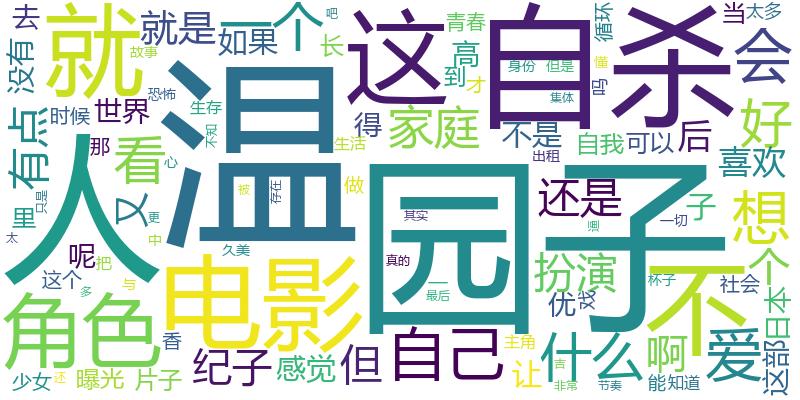 去
就
就是
一个
这
自杀
青春
循环
当
太多
没有
故事
如果
长
吧
高
到
才
身份
但是
懂
吗
会
恐怖
温
集体
有点
时候
世界
生存
不知
得
家庭
不是
自我
可以
后
好
那
看
心
生活
出租
喜欢
人
里
只是
又
被
存在
做
还是
子
想
太
更
中
园子
其实
一切
呢
把
久美
真的
扮演
不
个
这个
多
与
电影
一
最后
杯子
社会
日本
角色
香
自己
优
戏
主角
什么
啊
爱
这部
纪子
但
感觉
让
吉
少女
还
曝光
片子
非常
节奏
能
知道